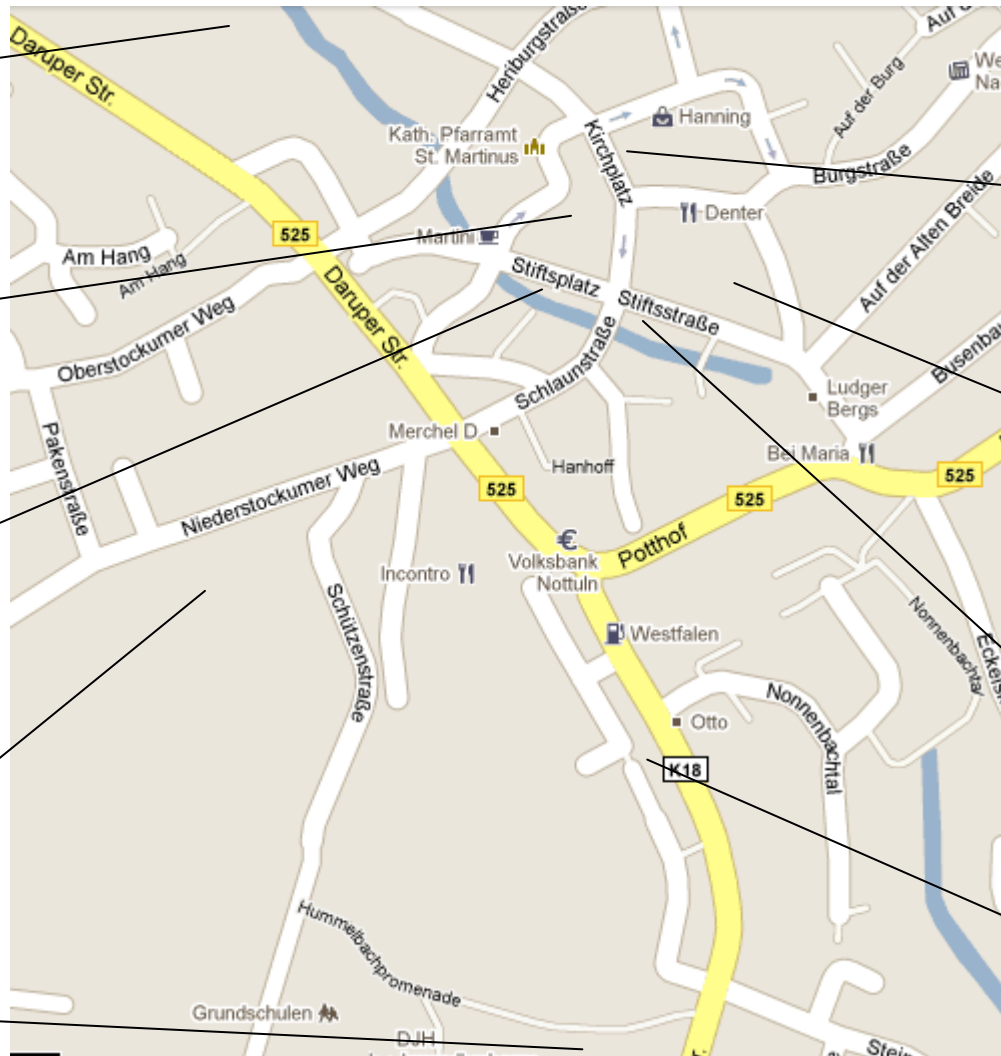 Daruper Str.
Heriburgstraße
Auf der Burg
Kath. Pfarramt
St. Martinus
Kirchplatz
Hanning
Burgstraße
Auf der Alten Breide
Denter
Martini
525
Am Hang
Am Hang
Stiftsplatz
Stiftsstraße
Daruper Str.
Oberstockumer Weg
Schlaunstraße
Ludger
Bergs
Merchel D
Bei Maria
Pakenstraße
Hanhoff
Niederstockumer Weg
525
525
525
Potthof
Volksbank
Nottuln
Incontro
Schützenstraße
Westfalen
Nonnenbachtal
Nonnenbachtal
Otto
K18
Hummelbachpromenade
Grundschulen
DJH